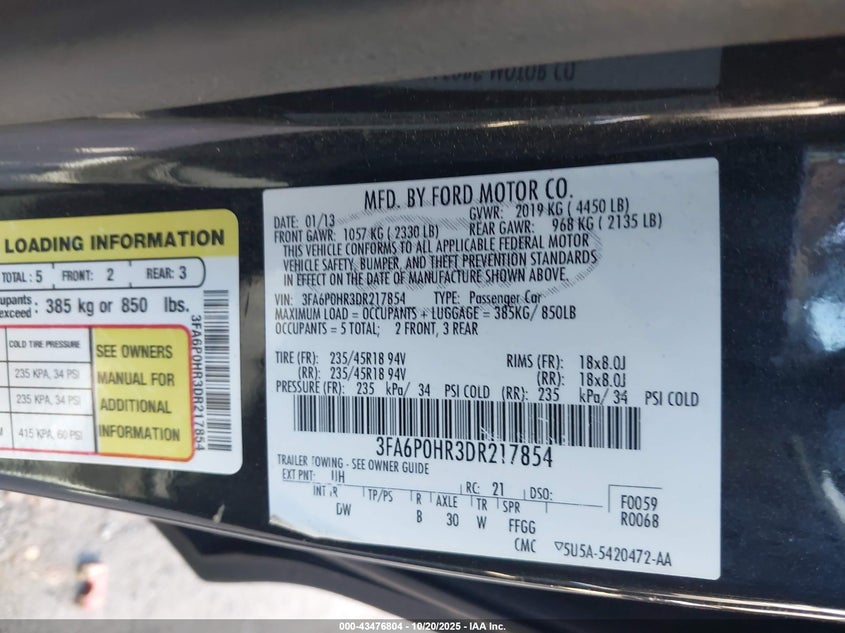 MFD. BY FORD MOTOR CO.
DATE: 01/13
GVWR: 2019 KG ( 4450 LB)
FRONT GAWR: 1057 KG ( 2330 LB)
REAR GAWR: 968 KG ( 2135 LB)
THIS VEHICLE CONFORMS TO ALL APPLICABLE FEDERAL MOTOR
VEHICLE SAFETY, BUMPER, AND THEFT PREVENTION STANDARDS
IN EFFECT ON THE DATE OF MANUFACTURE SHOWN ABOVE.
VIN: 3FA6P0HR3DR217854 TYPE: Passenger Car
MAXIMUM LOAD = OCCUPANTS + LUGGAGE = 385KG/ 850LB
OCCUPANTS = 5 TOTAL; 2 FRONT, 3 REAR
TIRE (FR): 235/45R18 94V RIMS (FR): 18x8.0J
(RR): 235/45R18 94V (RR): 18x8.0J
PRESSURE (FR): 235 kPa/ 34 PSI COLD (RR): 235 kPa/ 34 PSI COLD
3FA6P0HR3DR217854
TRAILER TOWING - SEE OWNER GUIDE
EXT PNT: UH RC: 21 DSO:
INT TR TP/PS R AXLE TR SPR
DW B 30 W FFGG
CMC
F0059
R0068
▽5U5A-5420472-AA
LOADING INFORMATION
TOTAL : 5 FRONT: 2 REAR: 3
upants
exceed : 385 kg or 850 lbs.
COLD TIRE PRESSURE
235 KPA, 34 PSI
235 KPA, 34 PSI
415 KPA, 60 PSI
SEE OWNERS
MANUAL FOR
ADDITIONAL
INFORMATION
3FA6P0HR3DR217854
000-43476804 - 10/20/2025 - IAA, Inc.